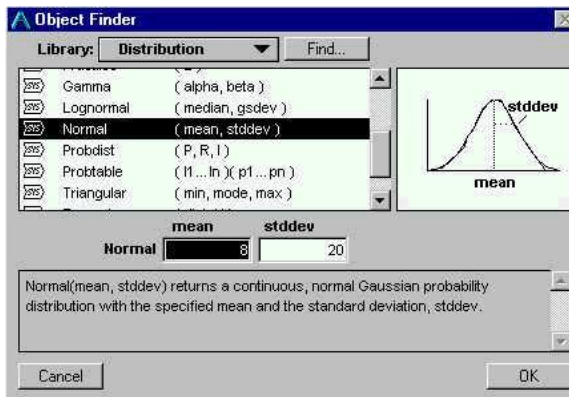 Object Finder
Library: Distribution Find...
Gamma ( alpha, beta )
Lognormal ( median, gsdev )
Normal ( mean, stddev )
Probdist ( P, R, I )
Probtable ( l1...ln )( p1...pn )
Triangular ( min, mode, max )
stddev
mean
mean stddev
Normal 8 20
Normal(mean, stddev) returns a continuous, normal Gaussian probability
distribution with the specified mean and the standard deviation, stddev.
Cancel OK